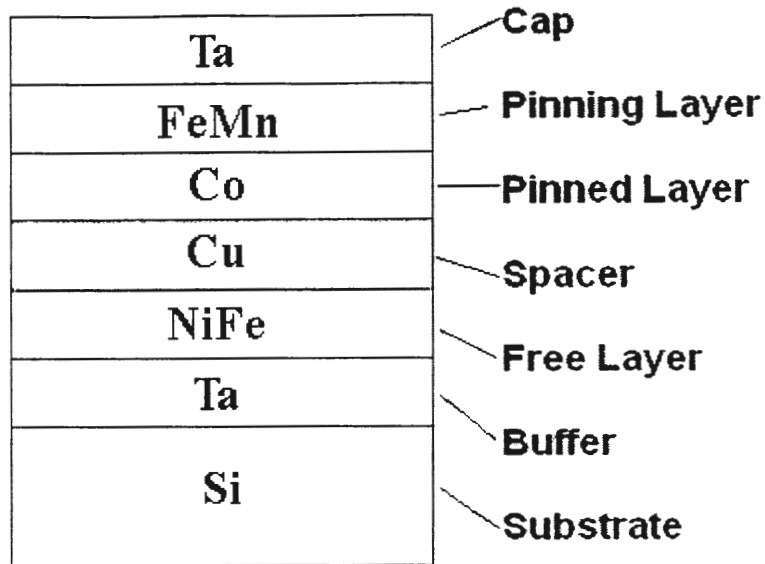 Ta
Cap
FeMn
Pinning Layer
Co
Pinned Layer
Cu
Spacer
NiFe
Free Layer
Ta
Buffer
Si
Substrate